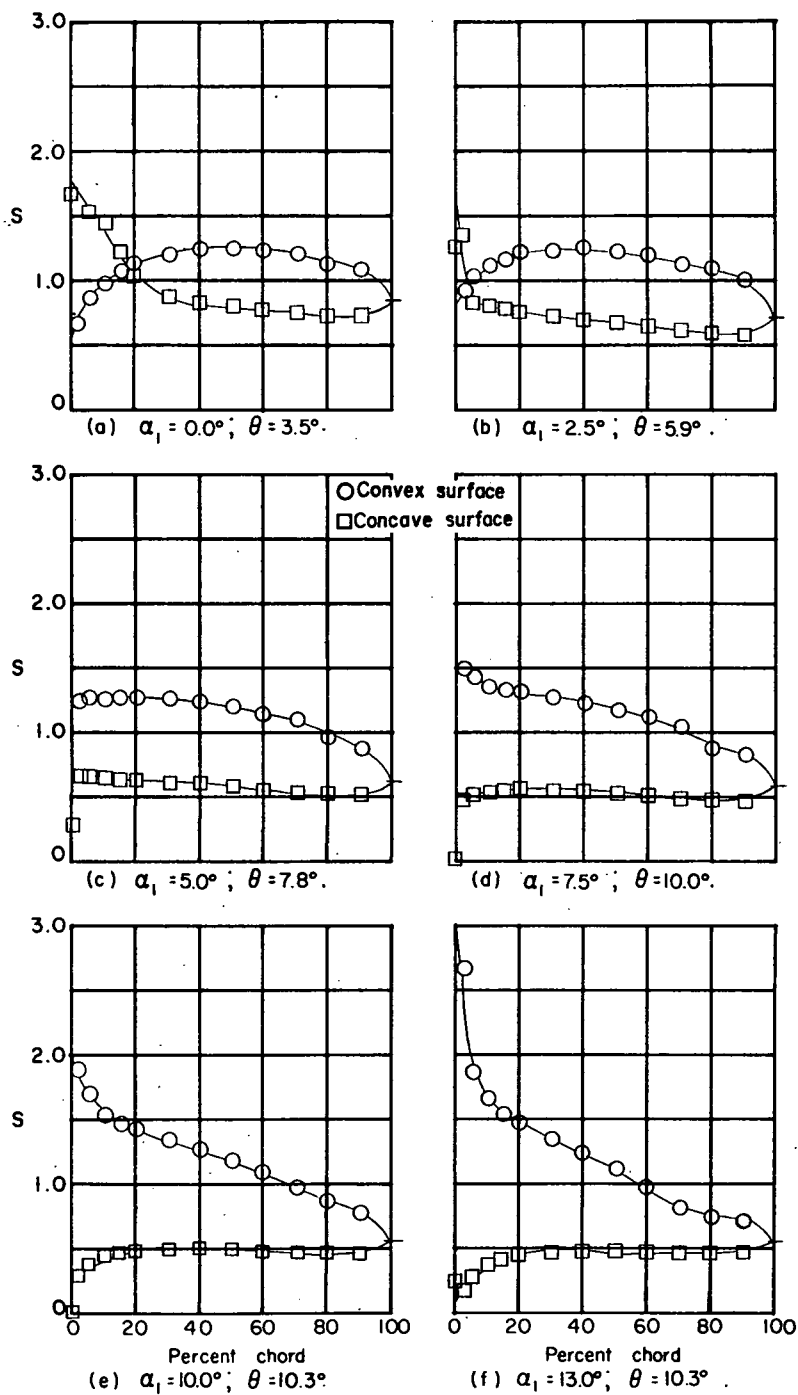 3.0
2.0
S
1.0
0
(a) α₁ = 0.0°; θ = 3.5°.
(b) α₁ = 2.5°; θ = 5.9°.
3.0
○ Convex surface
□ Concave surface
2.0
S
1.0
0
(c) α₁ = 5.0°; θ = 7.8°.
(d) α₁ = 7.5°; θ = 10.0°.
3.0
2.0
S
1.0
0
0 20 40 60 80 100
0 20 40 60 80 100
Percent chord
Percent chord
(e) α₁ = 10.0°; θ = 10.3°.
(f) α₁ = 13.0°; θ = 10.3°.